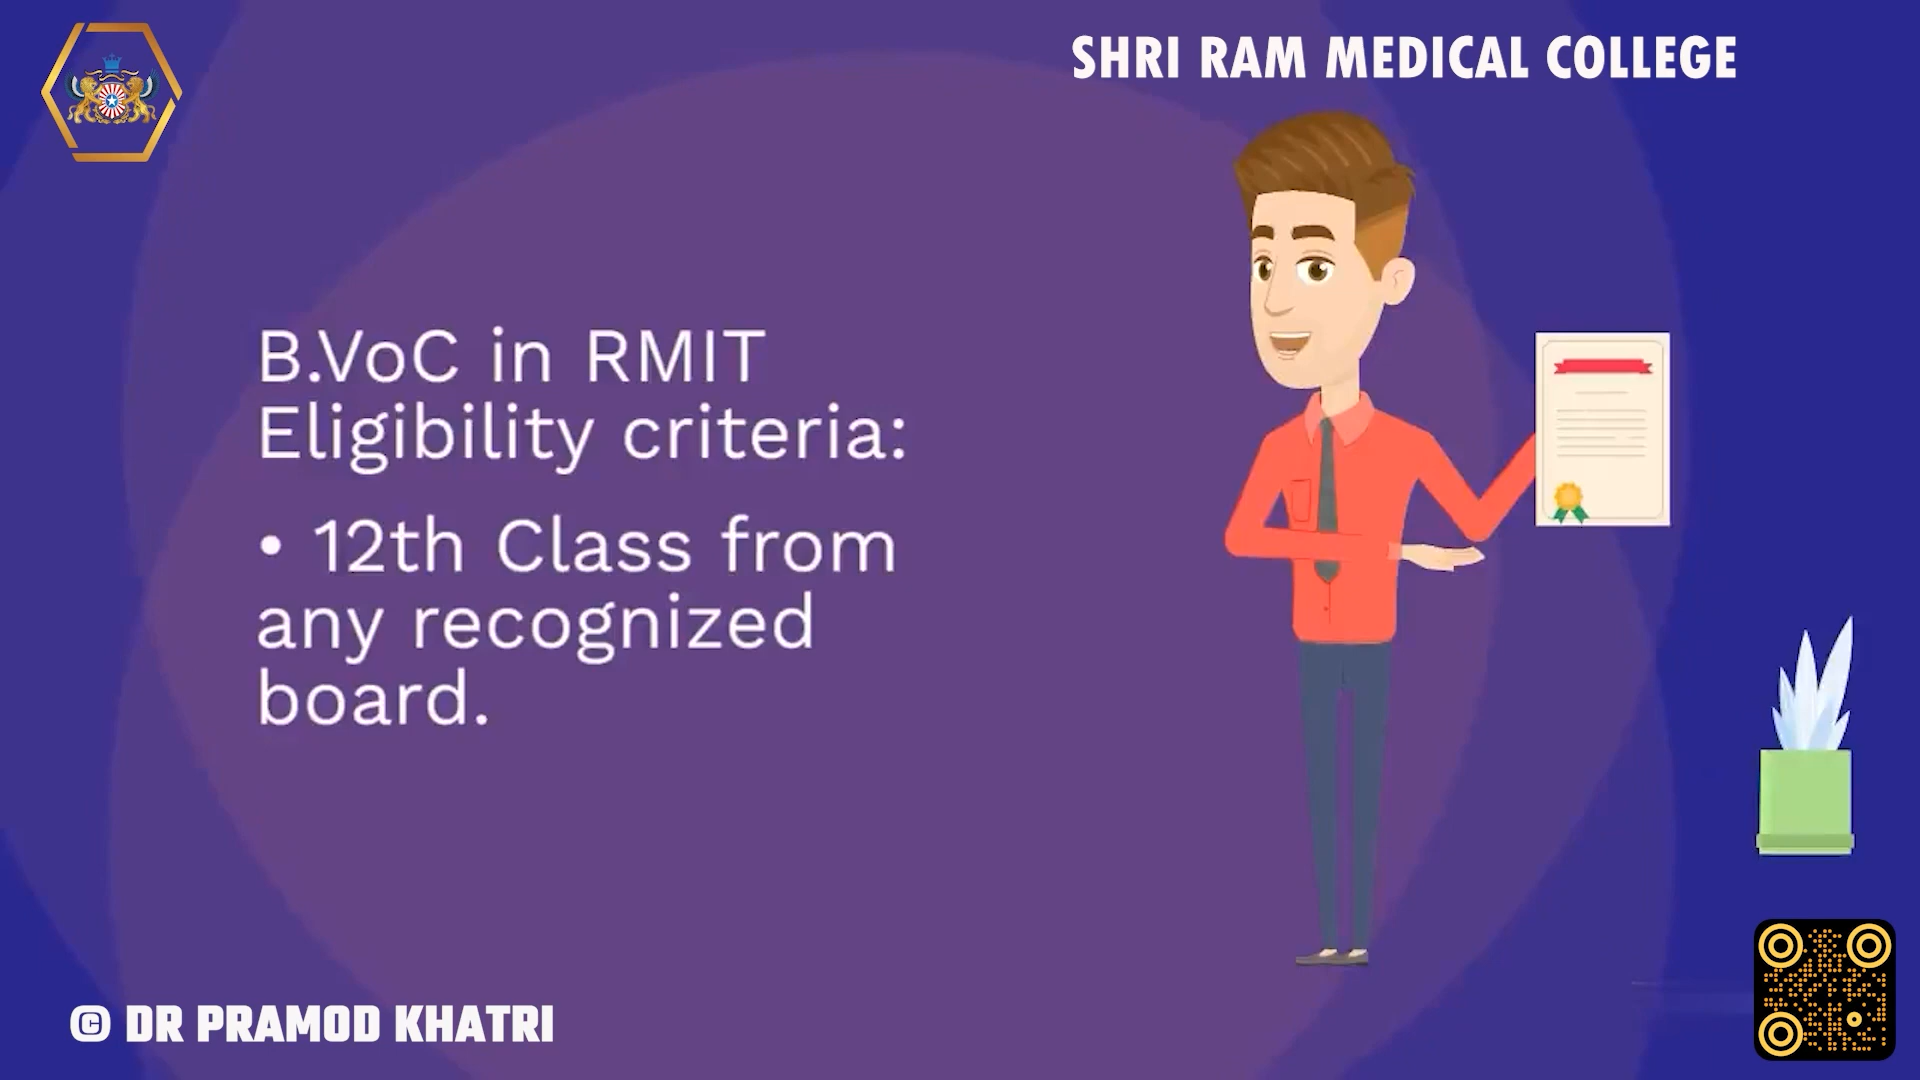 SHRI RAM MEDICAL COLLEGE
B.VoC in RMIT
Eligibility criteria:
• 12th Class from
any recognized
board.
© DR PRAMOD KHATRI